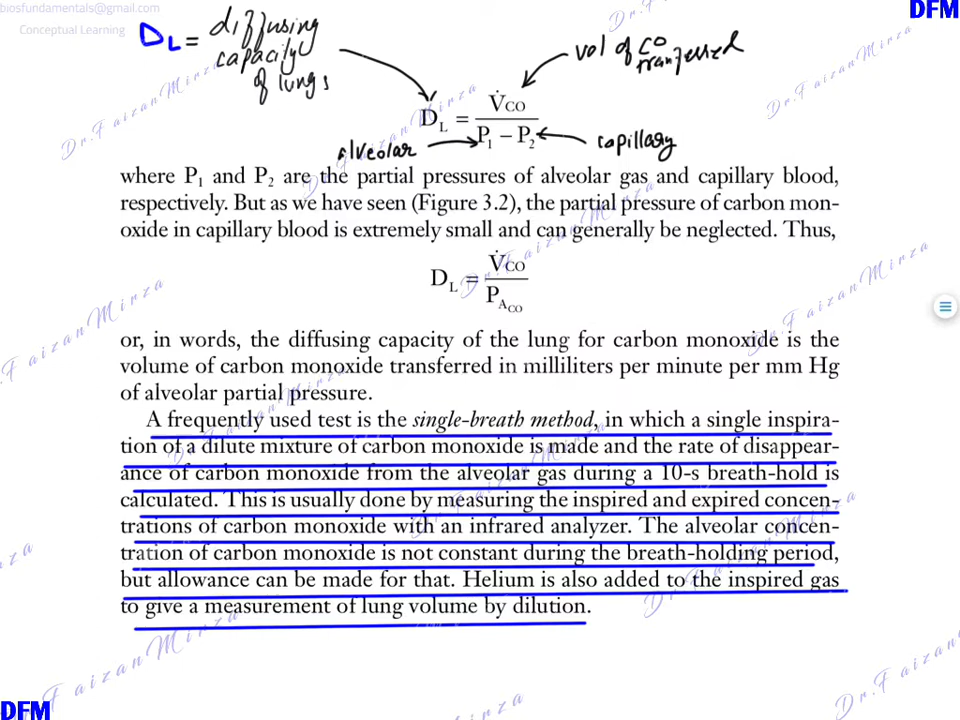 biosfundamentals@gmail.com
Conceptual Learning
DFM
DL = diffusing capacity of lungs
vol of CO tranferred
DL = V̇CO / P1 − P2
alveolar
capillary
where P1 and P2 are the partial pressures of alveolar gas and capillary blood,
respectively. But as we have seen (Figure 3.2), the partial pressure of carbon mon-
oxide in capillary blood is extremely small and can generally be neglected. Thus,
DL = V̇CO / PACO
or, in words, the diffusing capacity of the lung for carbon monoxide is the
volume of carbon monoxide transferred in milliliters per minute per mm Hg
of alveolar partial pressure.
A frequently used test is the single-breath method, in which a single inspira-
tion of a dilute mixture of carbon monoxide is made and the rate of disappear-
ance of carbon monoxide from the alveolar gas during a 10-s breath-hold is
calculated. This is usually done by measuring the inspired and expired concen-
trations of carbon monoxide with an infrared analyzer. The alveolar concen-
tration of carbon monoxide is not constant during the breath-holding period,
but allowance can be made for that. Helium is also added to the inspired gas
to give a measurement of lung volume by dilution.
Dr.Faizan Mirza
DFM